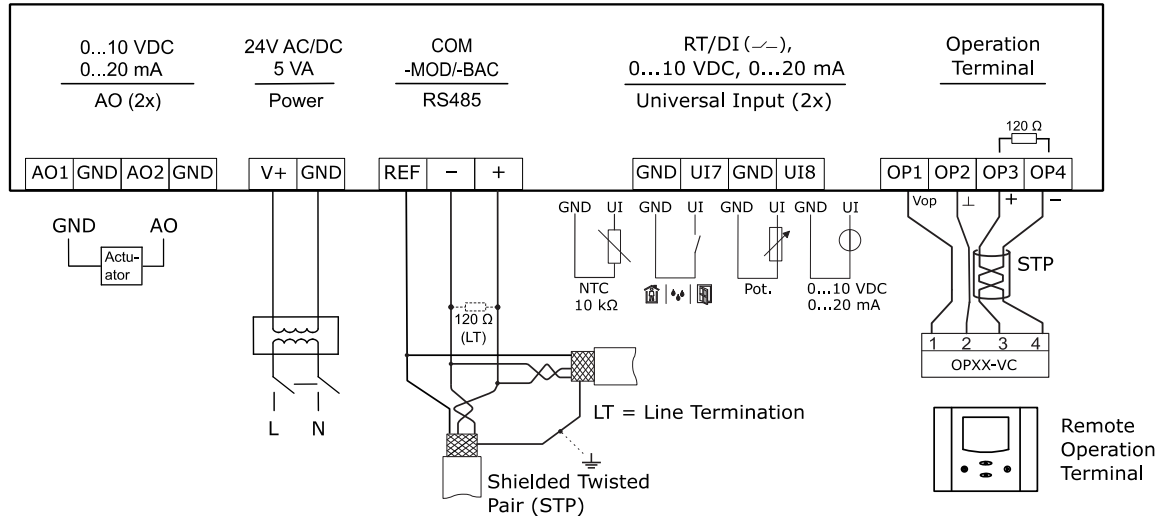 0...10 VDC
0...20 mA
AO (2x)
24V AC/DC
5 VA
Power
COM
-MOD/-BAC
RS485
RT/DI ( ),
0...10 VDC, 0...20 mA
Universal Input (2x)
Operation
Terminal
120 Ω
AO1 GND AO2 GND
V+ GND
REF − +
GND UI7 GND UI8
OP1 OP2 OP3 OP4
Vop ⊥ + −
GND AO
Actu-
ator
GND UI
NTC
10 kΩ
GND UI
GND UI
Pot.
GND UI
0...10 VDC
0...20 mA
STP
1 2 3 4
OPXX-VC
120 Ω
(LT)
L N
LT = Line Termination
Shielded Twisted
Pair (STP)
Remote
Operation
Terminal